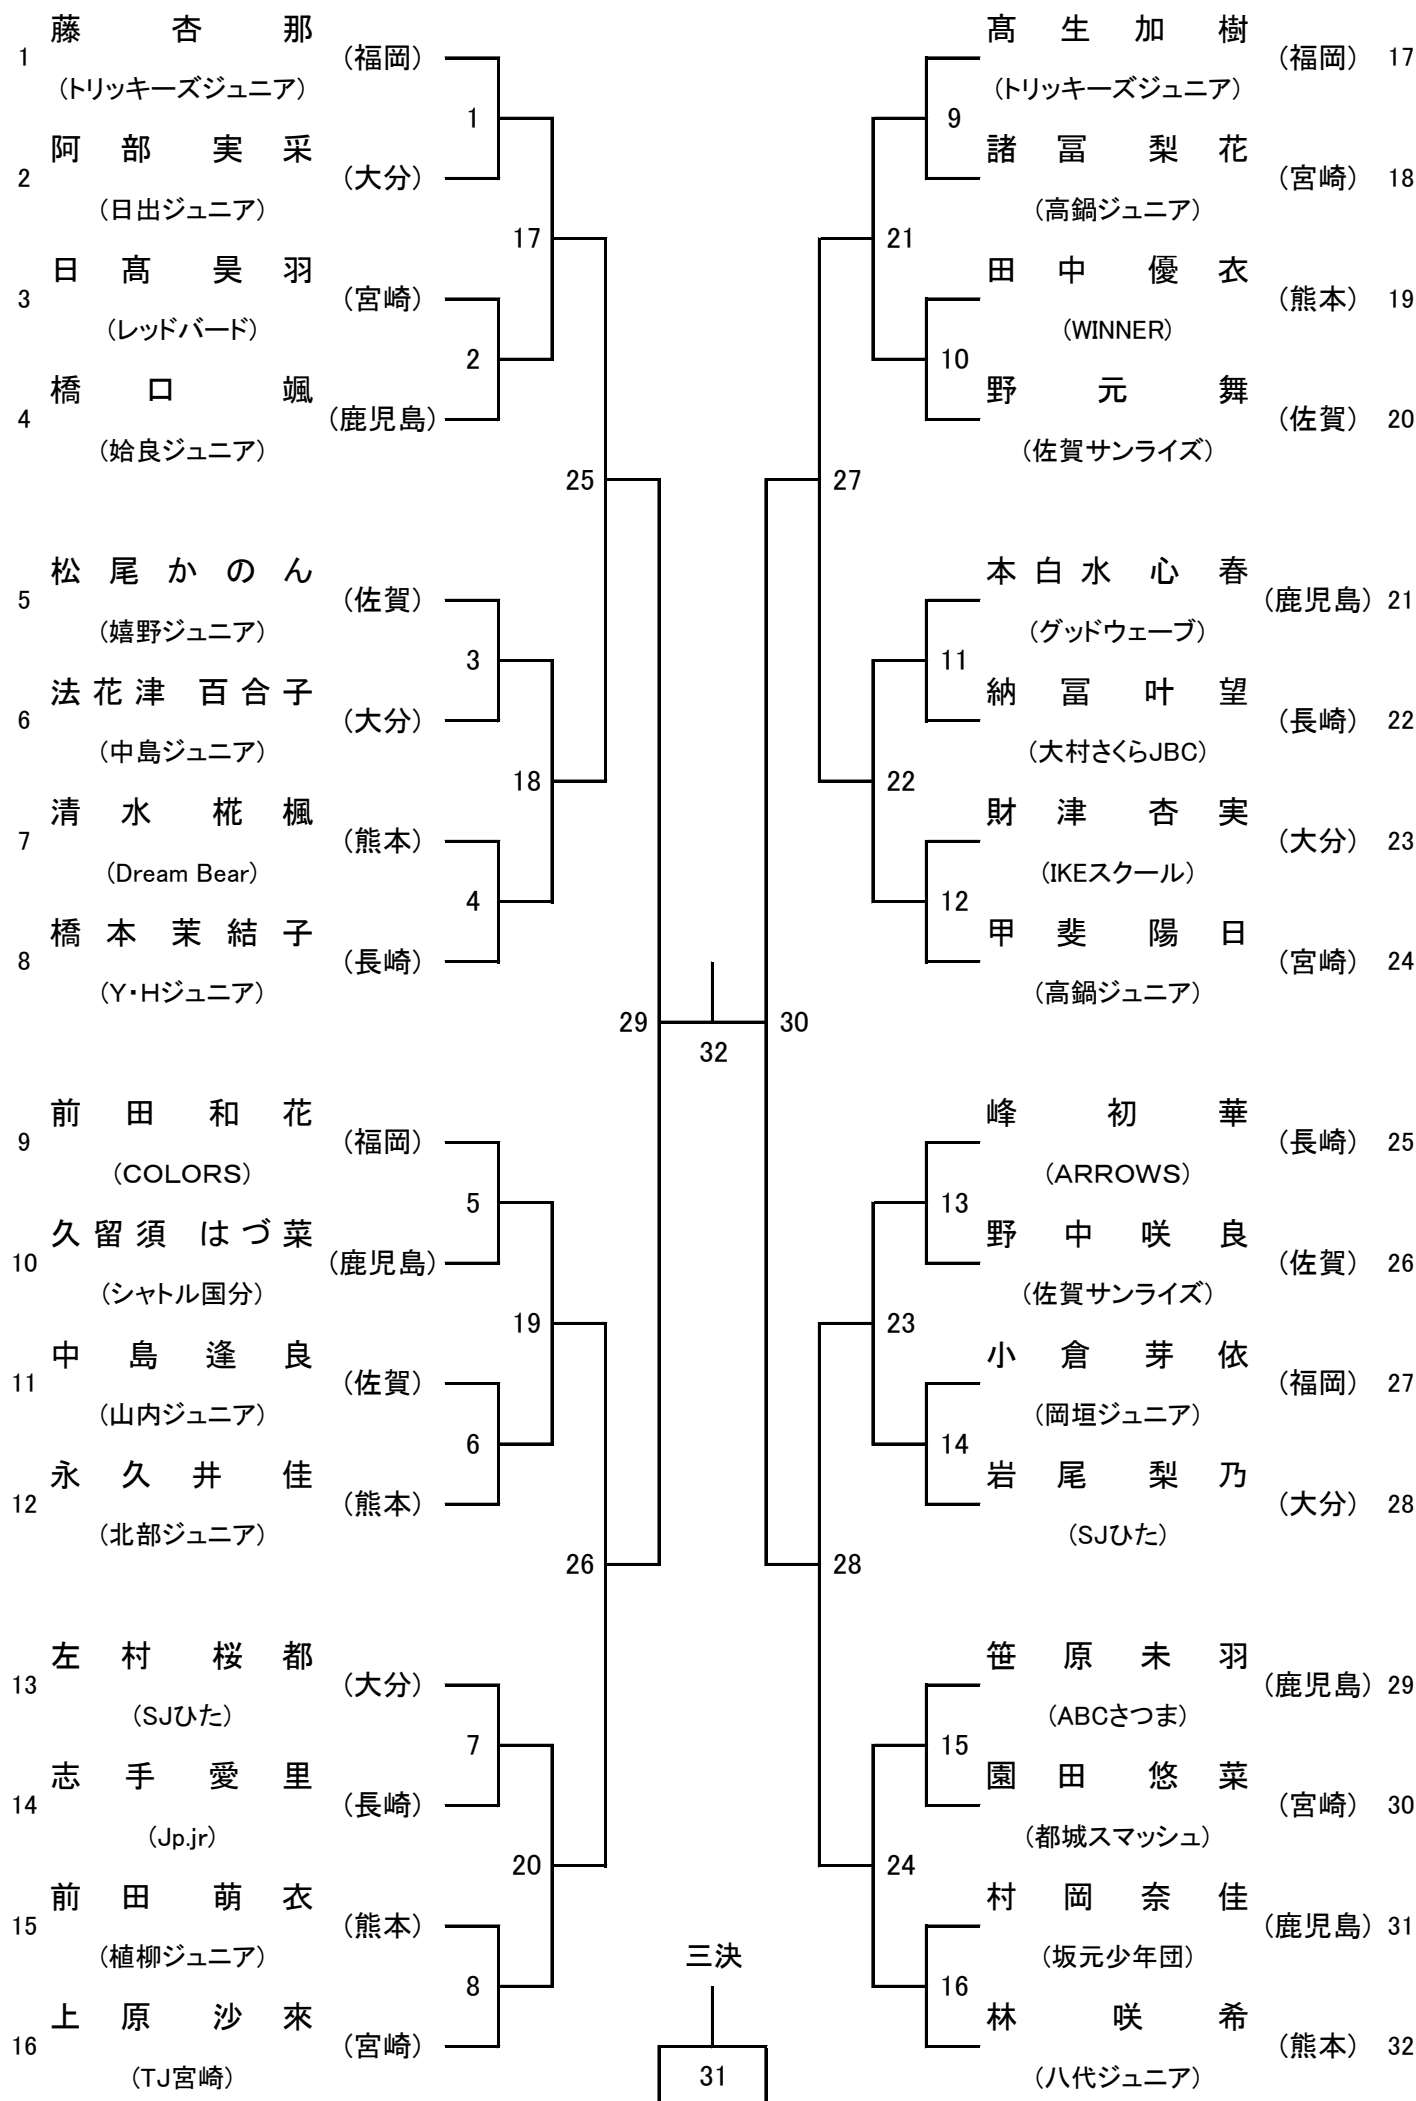 1 藤 杏 那 (福岡)
(トリッキーズジュニア)
1
2 阿 部 実 采 (大分)
(日出ジュニア)
17
3 日 髙 昊 羽 (宮崎)
(レッドバード)
2
4 橋 口 颯 (鹿児島)
(姶良ジュニア)
25
5 松 尾 か の ん (佐賀)
(嬉野ジュニア)
3
6 法 花 津 百 合 子 (大分)
(中島ジュニア)
18
7 清 水 椛 楓 (熊本)
(Dream Bear)
4
8 橋 本 茉 結 子 (長崎)
(Y・Hジュニア)
29
32
9 前 田 和 花 (福岡)
(COLORS)
5
10 久 留 須 は づ 菜 (鹿児島)
(シャトル国分)
19
11 中 島 逢 良 (佐賀)
(山内ジュニア)
6
12 永 久 井 佳 (熊本)
(北部ジュニア)
26
13 左 村 桜 都 (大分)
(SJひた)
7
14 志 手 愛 里 (長崎)
(Jp.jr)
20
15 前 田 萌 衣 (熊本)
(植柳ジュニア)
8
16 上 原 沙 來 (宮崎)
(TJ宮崎)
三決
31
髙 生 加 樹 (福岡) 17
(トリッキーズジュニア)
9
諸 冨 梨 花 (宮崎) 18
(高鍋ジュニア)
21
田 中 優 衣 (熊本) 19
(WINNER)
10
野 元 舞 (佐賀) 20
(佐賀サンライズ)
27
本 白 水 心 春 (鹿児島) 21
(グッドウェーブ)
11
納 冨 叶 望 (長崎) 22
(大村さくらJBC)
22
財 津 杏 実 (大分) 23
(IKEスクール)
12
甲 斐 陽 日 (宮崎) 24
(高鍋ジュニア)
30
峰 初 華 (長崎) 25
(ARROWS)
13
野 中 咲 良 (佐賀) 26
(佐賀サンライズ)
23
小 倉 芽 依 (福岡) 27
(岡垣ジュニア)
14
岩 尾 梨 乃 (大分) 28
(SJひた)
28
笹 原 未 羽 (鹿児島) 29
(ABCさつま)
15
園 田 悠 菜 (宮崎) 30
(都城スマッシュ)
24
村 岡 奈 佳 (鹿児島) 31
(坂元少年団)
16
林 咲 希 (熊本) 32
(八代ジュニア)